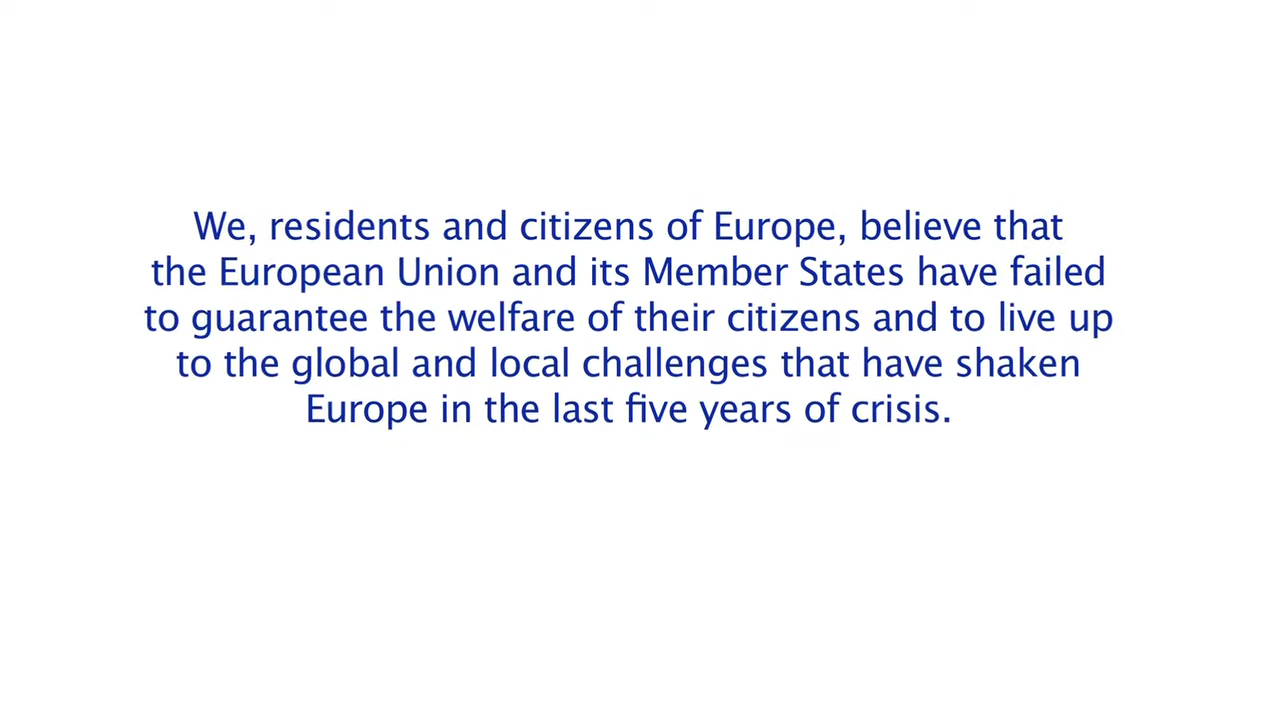 We, residents and citizens of Europe, believe that
the European Union and its Member States have failed
to guarantee the welfare of their citizens and to live up
to the global and local challenges that have shaken
Europe in the last five years of crisis.